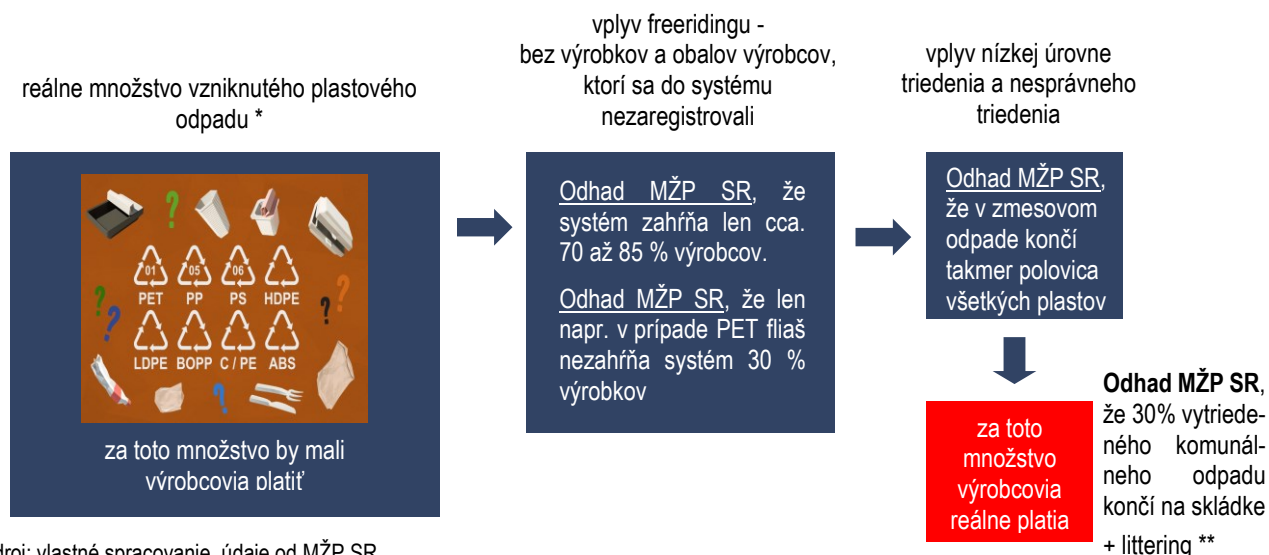 reálne množstvo vzniknutého plastového
odpadu *
?
?
?
?
?
?
?
01
05
06
PET PP PS HDPE
LDPE BOPP C / PE ABS
za toto množstvo by mali
výrobcovia platiť
vplyv freeridingu -
bez výrobkov a obalov výrobcov,
ktorí sa do systému
nezaregistrovali
Odhad MŽP SR, že
systém zahŕňa len cca.
70 až 85 % výrobcov.
Odhad MŽP SR, že len
napr. v prípade PET fliaš
nezahŕňa systém 30 %
výrobkov
vplyv nízkej úrovne
triedenia a nesprávneho
triedenia
Odhad MŽP SR,
že v zmesovom
odpade končí
takmer polovica
všetkých plastov
za toto
množstvo
výrobcovia
reálne platia
Odhad MŽP SR,
že 30% vytriede-
ného komunál-
neho odpadu
končí na skládke
+ littering **
droj: vlastné spracovanie, údaje od MŽP SR